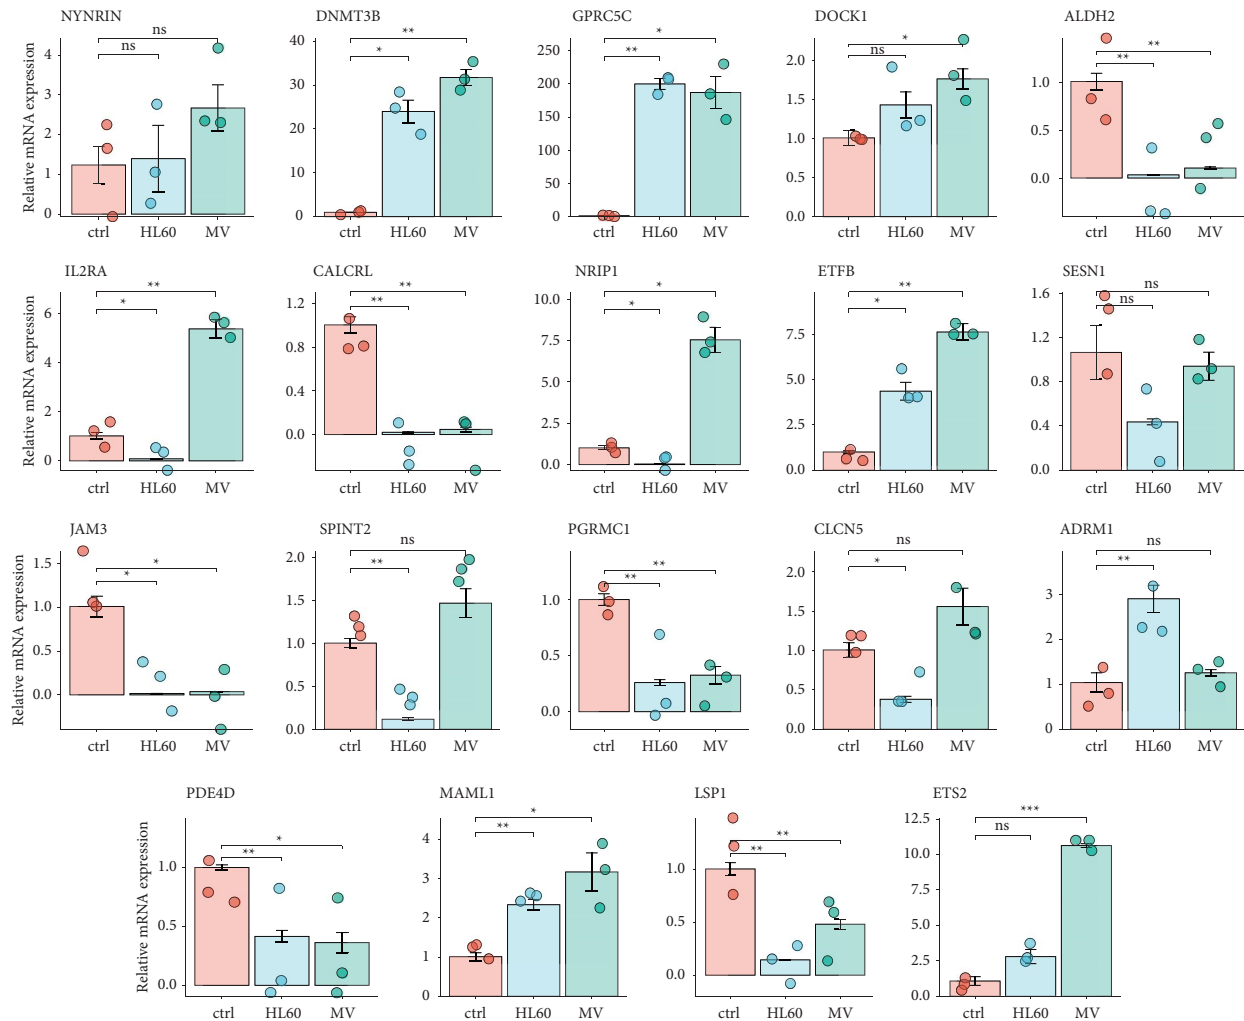 NYNRIN DNMT3B GPRC5C DOCK1 ALDH2
Relative mRNA expression
4 3 2 1 0
ns
ns
ctrl HL60 MV
40 30 20 10 0
**
*
ctrl HL60 MV
250 200 150 100 50 0
*
**
ctrl HL60 MV
2.0 1.5 1.0 0.5 0.0
*
ns
ctrl HL60 MV
1.0 0.5 0.0
**
**
ctrl HL60 MV
IL2RA CALCRL NRIP1 ETFB SESN1
Relative mRNA expression
6 4 2 0
**
*
ctrl HL60 MV
1.2 0.8 0.4 0.0
**
**
ctrl HL60 MV
10.0 7.5 5.0 2.5 0.0
*
*
ctrl HL60 MV
7.5 5.0 2.5 0.0
**
*
ctrl HL60 MV
1.6 1.2 0.8 0.4 0.0
ns
ns
ctrl HL60 MV
JAM3 SPINT2 PGRMC1 CLCN5 ADRM1
Relative mRNA expression
1.5 1.0 0.5 0.0
*
*
ctrl HL60 MV
2.0 1.5 1.0 0.5 0.0
ns
**
ctrl HL60 MV
1.0 0.5 0.0
**
**
ctrl HL60 MV
2.0 1.5 1.0 0.5 0.0
ns
*
ctrl HL60 MV
3 2 1 0
ns
**
ctrl HL60 MV
PDE4D MAML1 LSP1 ETS2
Relative mRNA expression
1.0 0.5 0.0
*
**
ctrl HL60 MV
4 3 2 1 0
*
**
ctrl HL60 MV
1.0 0.5 0.0
**
**
ctrl HL60 MV
12.5 10.0 7.5 5.0 2.5 0.0
***
ns
ctrl HL60 MV